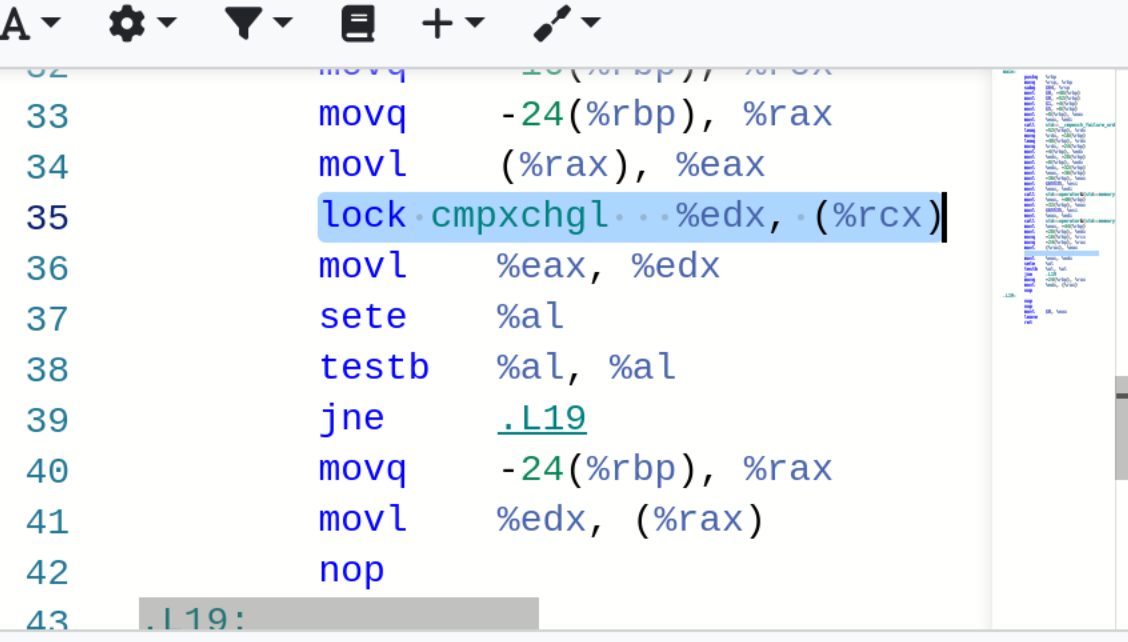 A
32 movq -16(%rbp), %rcx
33 movq -24(%rbp), %rax
34 movl (%rax), %eax
35 lock·cmpxchgl···%edx,·(%rcx)
36 movl %eax, %edx
37 sete %al
38 testb %al, %al
39 jne .L19
40 movq -24(%rbp), %rax
41 movl %edx, (%rax)
42 nop
43 .L19: